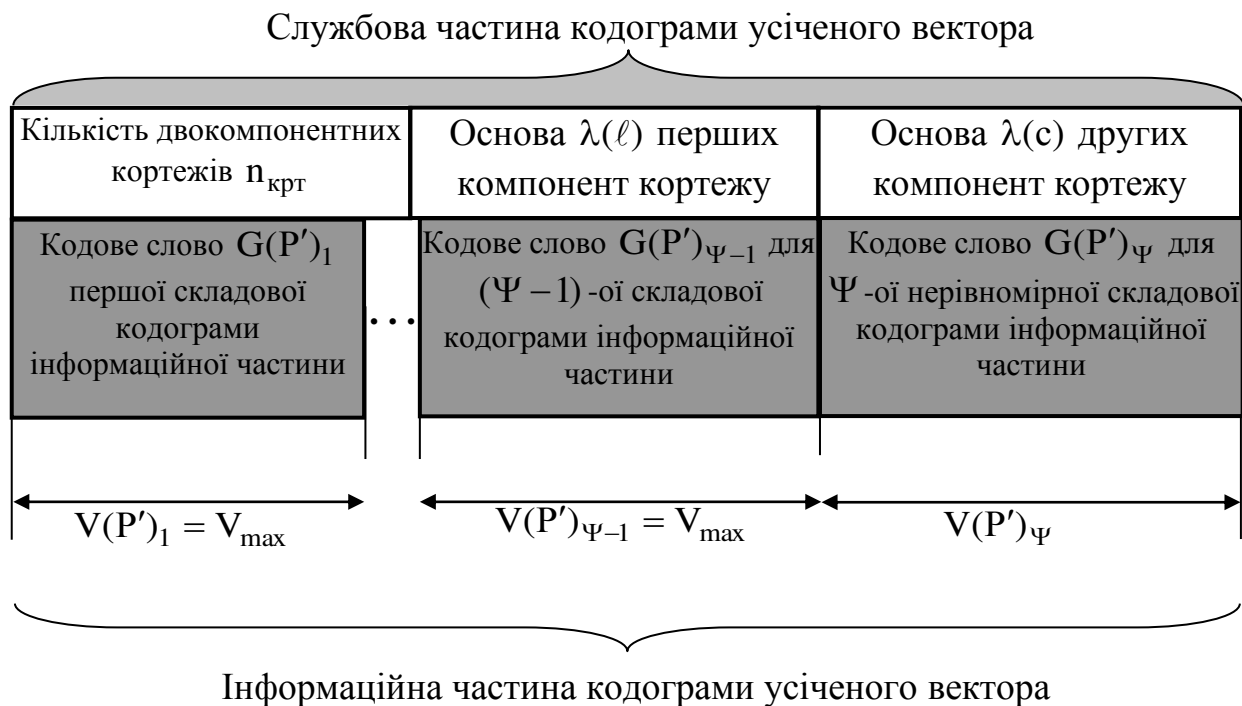 Службова частина кодограми усіченого вектора
Кількість двокомпонентних
кортежів n_крт
Основа λ(ℓ) перших
компонент кортежу
Основа λ(c) других
компонент кортежу
Кодове слово G(P′)₁
першої складової
кодограми
інформаційної частини
...
Кодове слово G(P′)_Ψ−1 для
(Ψ − 1) -ої складової
кодограми інформаційної
частини
Кодове слово G(P′)_Ψ для
Ψ -ої нерівномірної складової
кодограми інформаційної
частини
V(P′)₁ = V_max
V(P′)_Ψ−1 = V_max
V(P′)_Ψ
Інформаційна частина кодограми усіченого вектора